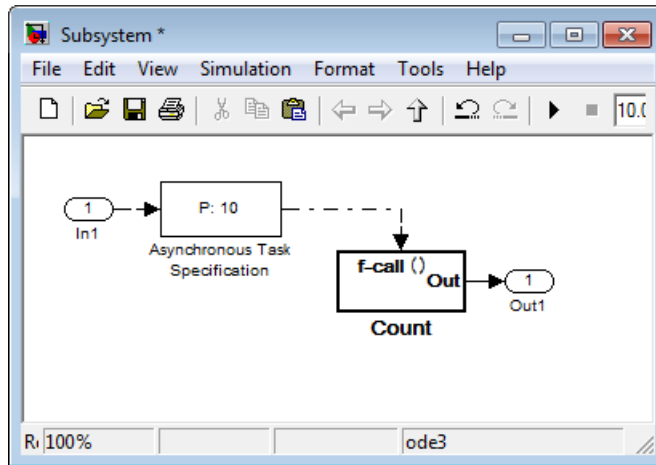 Subsystem *
File Edit View Simulation Format Tools Help
10.0
1
In1
P: 10
Asynchronous Task
Specification
f-call ()
Out
Count
1
Out1
100%
ode3